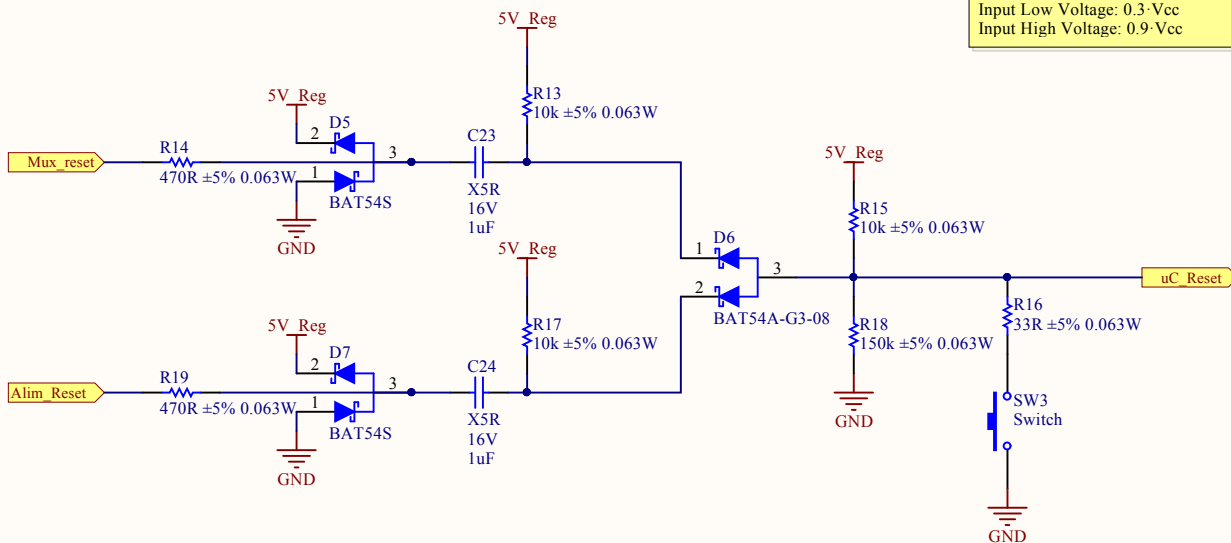 Input Low Voltage: 0.3·Vcc
Input High Voltage: 0.9·Vcc
5V_Reg
R13
10k ±5% 0.063W
5V_Reg
D5
2
3
1
BAT54S
GND
Mux_reset
R14
470R ±5% 0.063W
C23
X5R
16V
1uF
5V_Reg
R15
10k ±5% 0.063W
D6
1
2
3
BAT54A-G3-08
uC_Reset
R16
33R ±5% 0.063W
R18
150k ±5% 0.063W
GND
SW3
Switch
GND
5V_Reg
R17
10k ±5% 0.063W
5V_Reg
D7
2
3
1
BAT54S
GND
Alim_Reset
R19
470R ±5% 0.063W
C24
X5R
16V
1uF